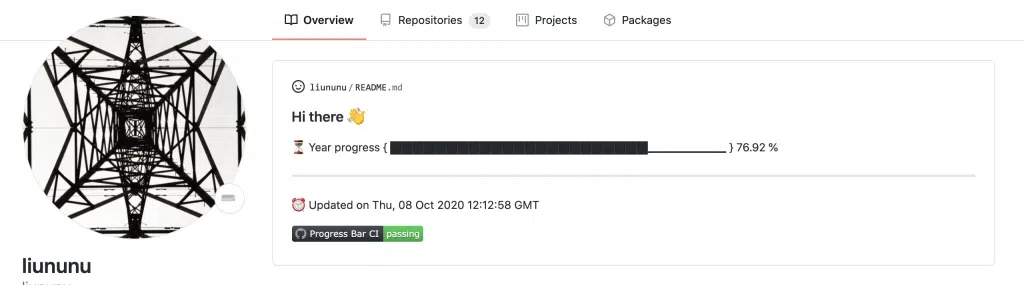 Overview Repositories 12 Projects Packages
liununu/README.md
Hi there 👋
⏳ Year progress { ███████████████████████▁▁▁▁▁▁▁ } 76.92 %
⏰ Updated on Thu, 08 Oct 2020 12:12:58 GMT
Progress Bar CI passing
liununu